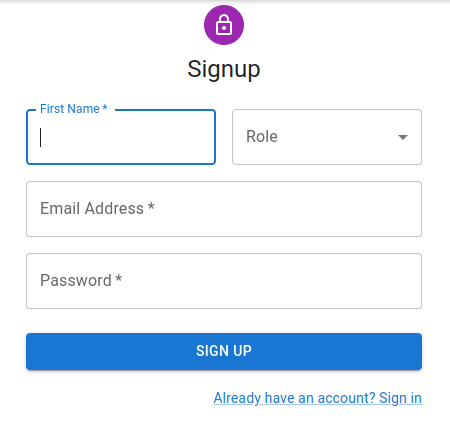 Signup
First Name *
Role
Email Address *
Password *
SIGN UP
Already have an account? Sign in